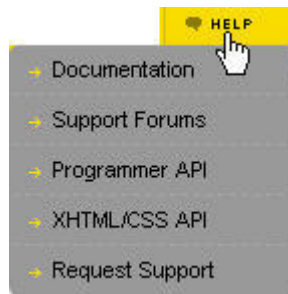 HELP
Documentation
Support Forums
Programmer API
XHTML/CSS API
Request Support